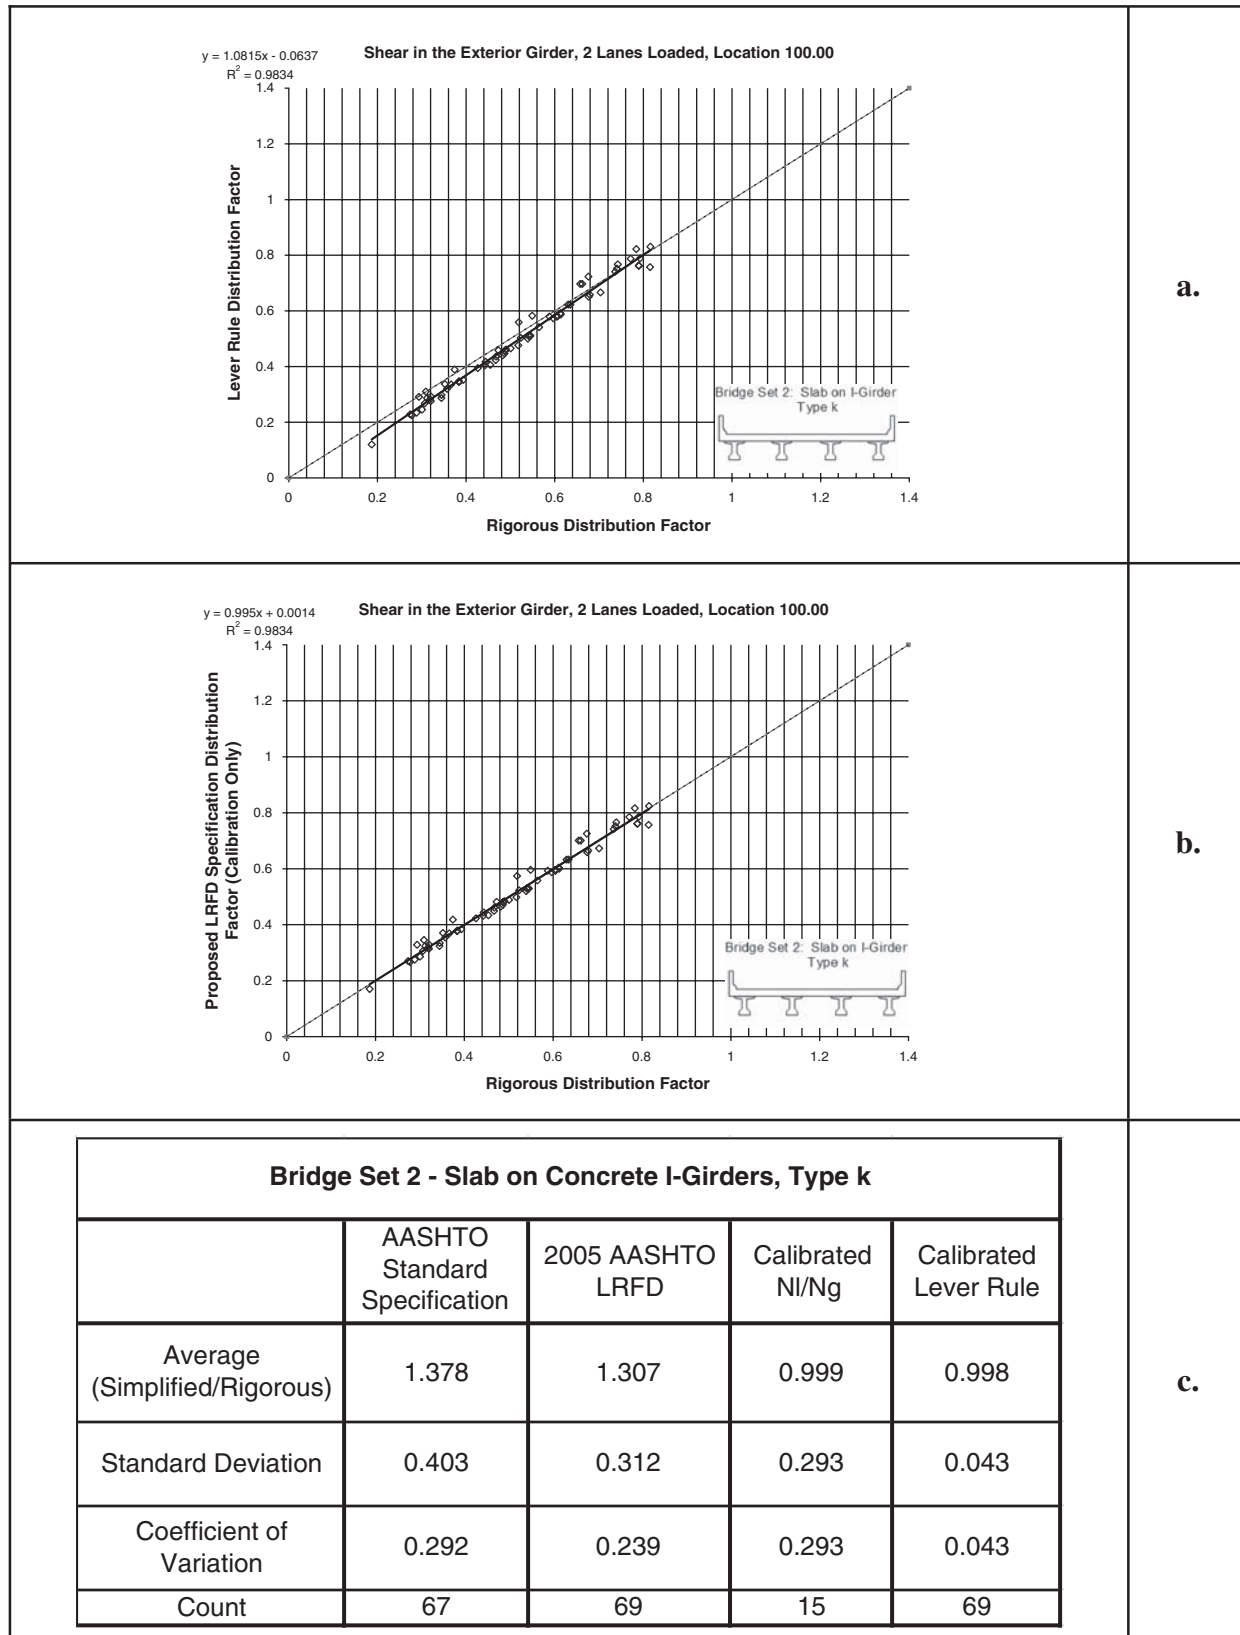 y = 1.0815x - 0.0637
R2 = 0.9834
Shear in the Exterior Girder, 2 Lanes Loaded, Location 100.00
Lever Rule Distribution Factor
1.4
1.2
1
0.8
0.6
0.4
0.2
0
0 0.2 0.4 0.6 0.8 1 1.2 1.4
Rigorous Distribution Factor
Bridge Set 2: Slab on I-Girder
Type k
a.
y = 0.995x + 0.0014
R2 = 0.9834
Shear in the Exterior Girder, 2 Lanes Loaded, Location 100.00
Proposed LRFD Specification Distribution
Factor (Calibration Only)
1.4
1.2
1
0.8
0.6
0.4
0.2
0
0 0.2 0.4 0.6 0.8 1 1.2 1.4
Rigorous Distribution Factor
Bridge Set 2: Slab on I-Girder
Type k
b.
Bridge Set 2 - Slab on Concrete I-Girders, Type k
AASHTO
Standard
Specification
2005 AASHTO
LRFD
Calibrated
Nl/Ng
Calibrated
Lever Rule
Average
(Simplified/Rigorous)
1.378 1.307 0.999 0.998
Standard Deviation 0.403 0.312 0.293 0.043
Coefficient of
Variation
0.292 0.239 0.293 0.043
Count 67 69 15 69
c.